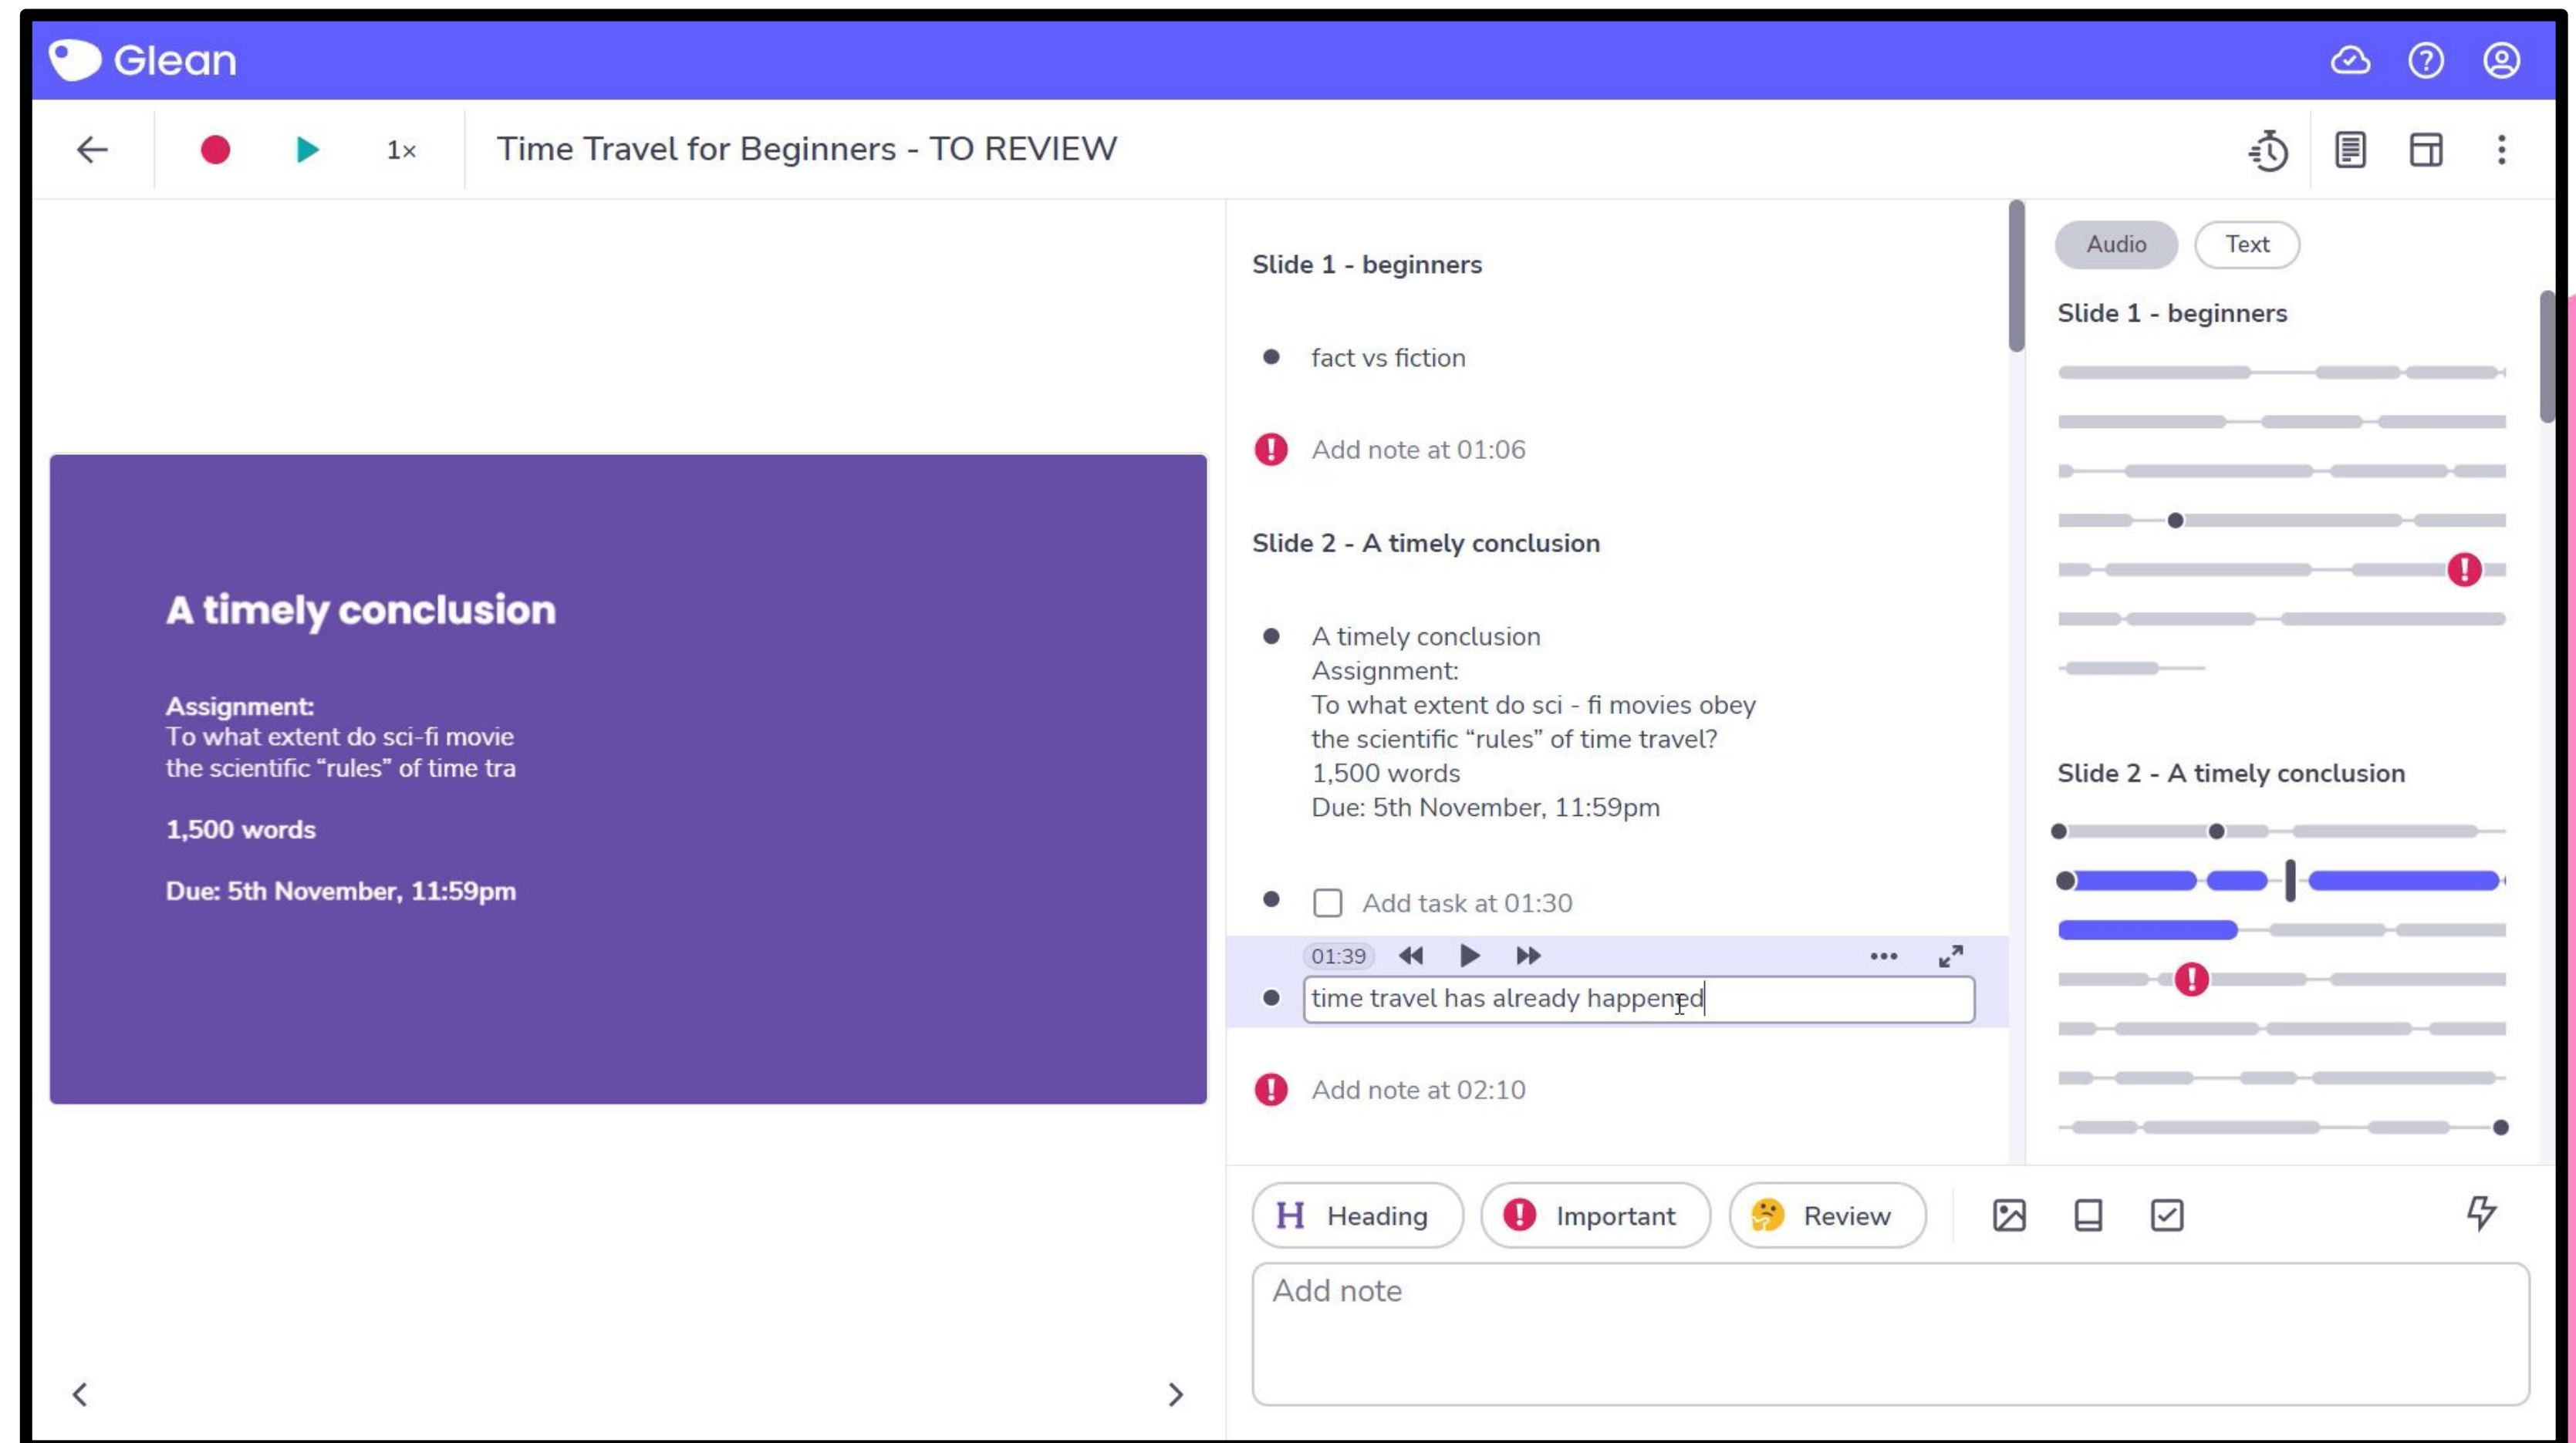 Glean
1×
Time Travel for Beginners - TO REVIEW
A timely conclusion
Assignment:
To what extent do sci-fi movie
the scientific “rules” of time tra
1,500 words
Due: 5th November, 11:59pm
Slide 1 - beginners
fact vs fiction
Add note at 01:06
Slide 2 - A timely conclusion
A timely conclusion
Assignment:
To what extent do sci - fi movies obey
the scientific “rules” of time travel?
1,500 words
Due: 5th November, 11:59pm
Add task at 01:30
01:39
time travel has already happened
Add note at 02:10
Audio
Text
Slide 1 - beginners
Slide 2 - A timely conclusion
H Heading
Important
Review
Add note